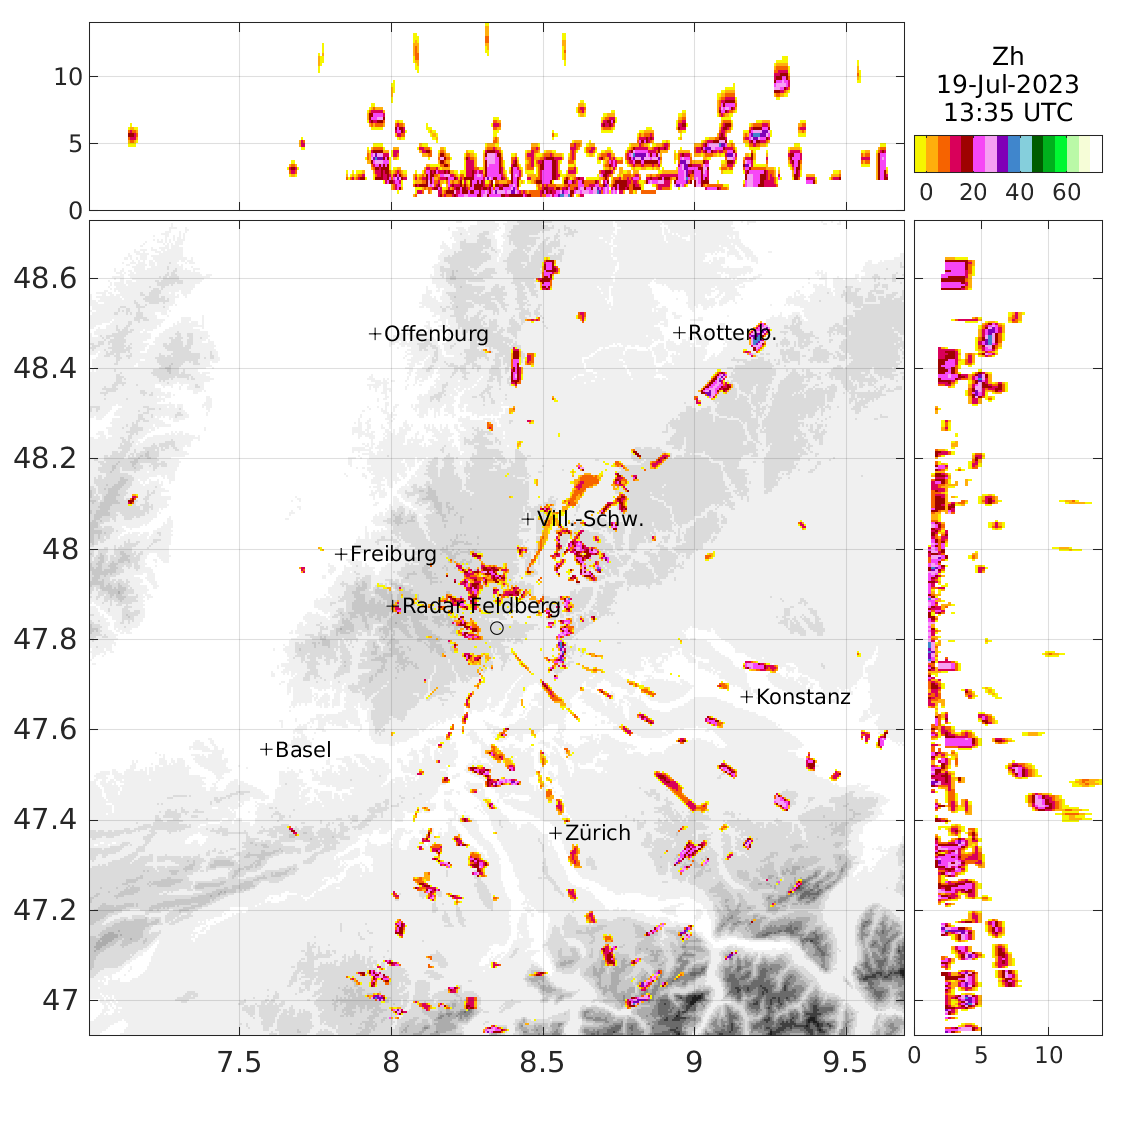 10
5
0
Zh
19-Jul-2023
13:35 UTC
0 20 40 60
48.6
48.4
48.2
48
47.8
47.6
47.4
47.2
47
Offenburg
Rottenb.
Vill.-Schw.
Freiburg
Radar Feldberg
Konstanz
Basel
Zürich
7.5 8 8.5 9 9.5
0 5 10